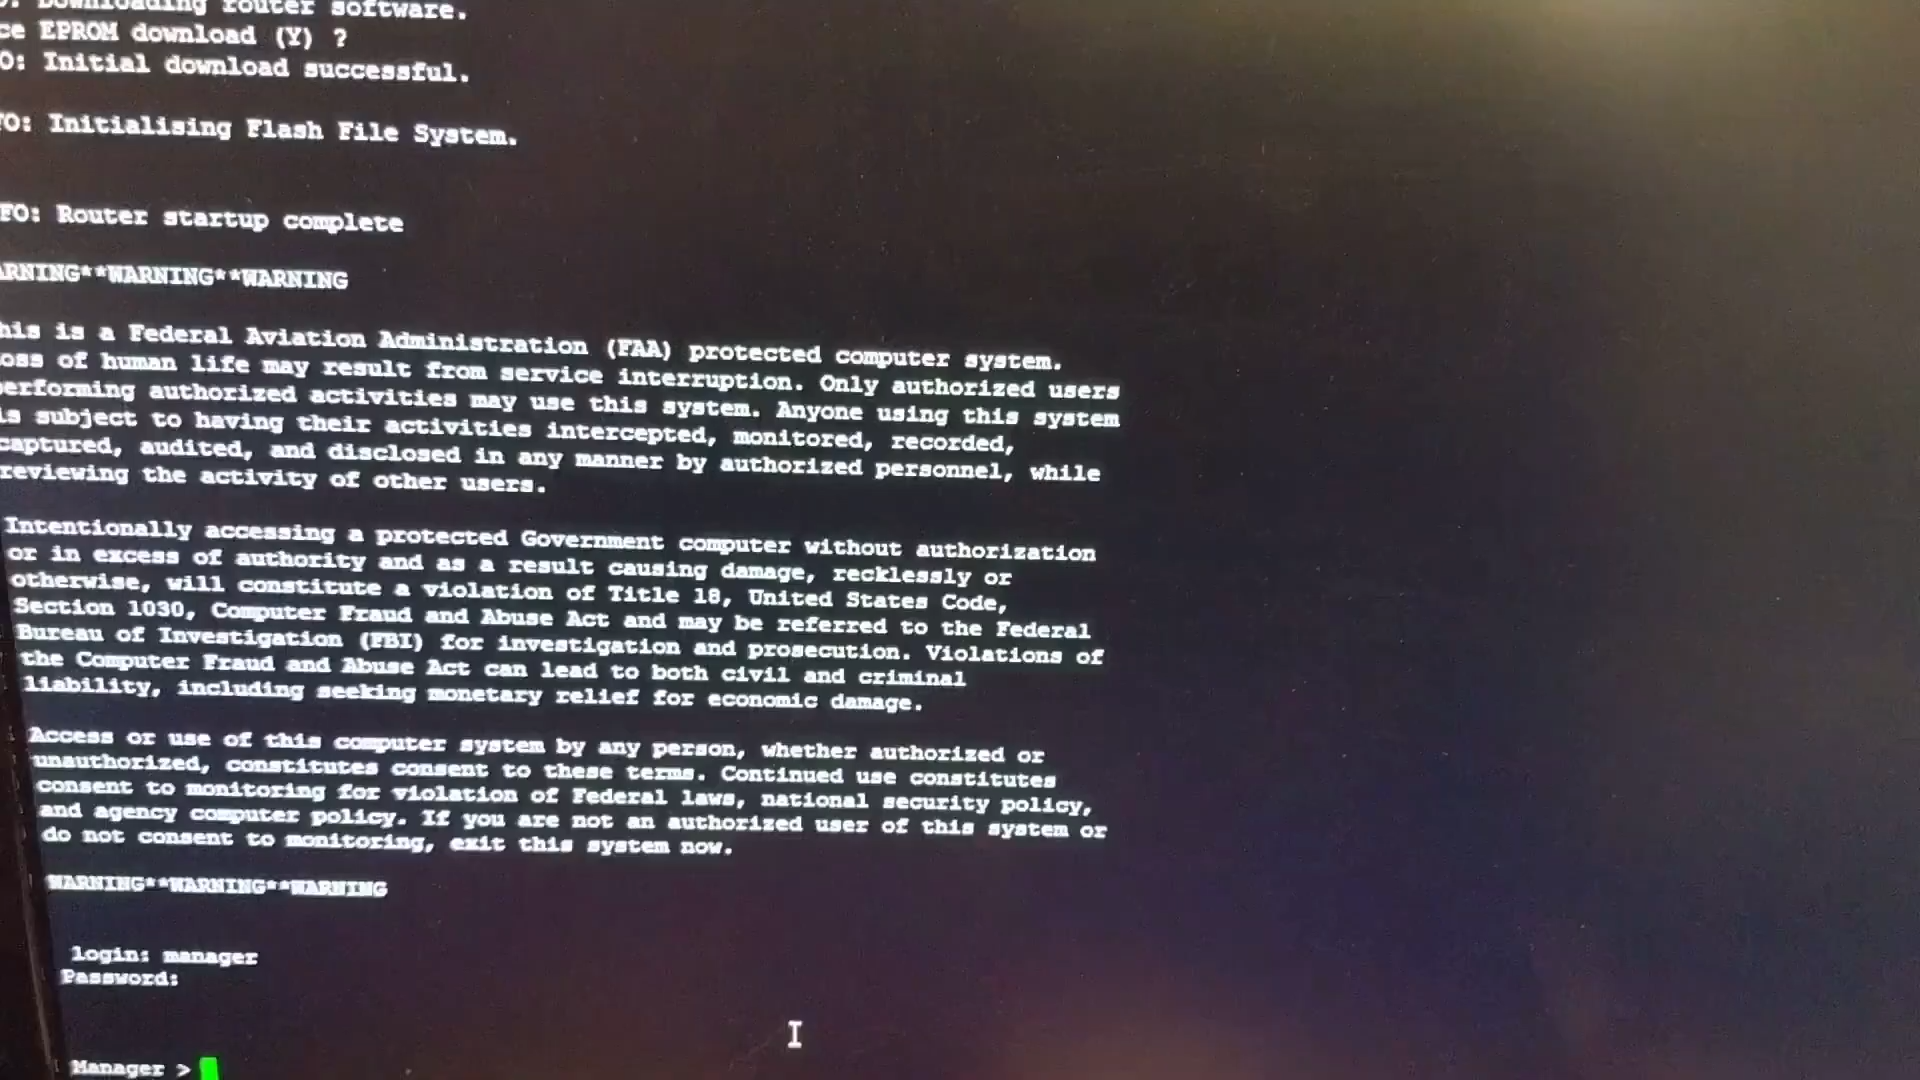 O: Downloading router software.
ce EPROM download (Y) ?
O: Initial download successful.
FO: Initialising Flash File System.
FO: Router startup complete
ARNING**WARNING**WARNING
his is a Federal Aviation Administration (FAA) protected computer system.
oss of human life may result from service interruption. Only authorized users
performing authorized activities may use this system. Anyone using this system
is subject to having their activities intercepted, monitored, recorded,
captured, audited, and disclosed in any manner by authorized personnel, while
reviewing the activity of other users.
Intentionally accessing a protected Government computer without authorization
or in excess of authority and as a result causing damage, recklessly or
otherwise, will constitute a violation of Title 18, United States Code,
Section 1030, Computer Fraud and Abuse Act and may be referred to the Federal
Bureau of Investigation (FBI) for investigation and prosecution. Violations of
the Computer Fraud and Abuse Act can lead to both civil and criminal
liability, including seeking monetary relief for economic damage.
Access or use of this computer system by any person, whether authorized or
unauthorized, constitutes consent to these terms. Continued use constitutes
consent to monitoring for violation of Federal laws, national security policy,
and agency computer policy. If you are not an authorized user of this system or
do not consent to monitoring, exit this system now.
WARNING**WARNING**WARNING
login: manager
Password:
Manager >